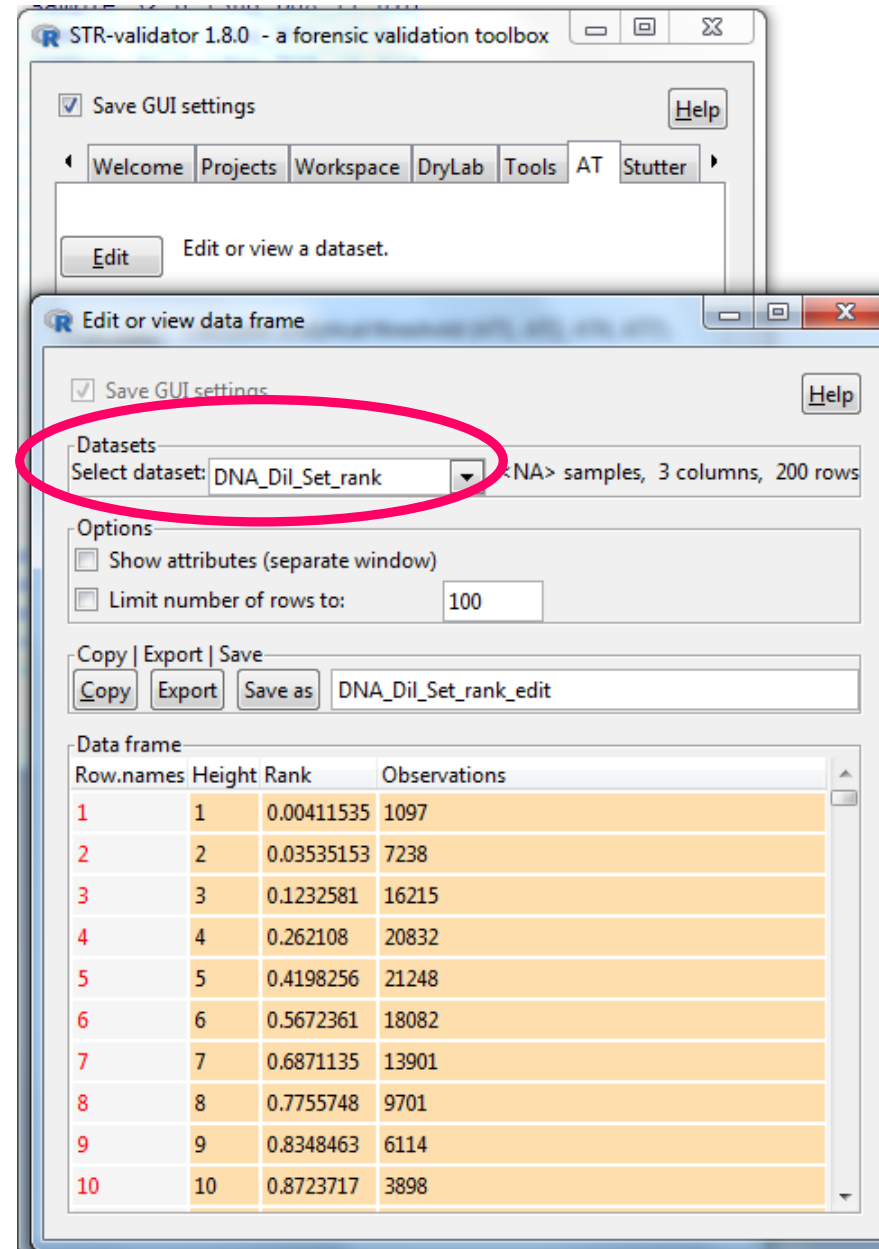 STR-validator 1.8.0 - a forensic validation toolbox
Save GUI settings
Help
Welcome Projects Workspace DryLab Tools AT Stutter
Edit Edit or view a dataset.
Edit or view data frame
Save GUI settings
Help
Datasets
Select dataset: DNA_Dil_Set_rank <NA> samples, 3 columns, 200 rows
Options
Show attributes (separate window)
Limit number of rows to: 100
Copy | Export | Save
Copy Export Save as DNA_Dil_Set_rank_edit
Data frame
Row.names Height Rank Observations
1 1 0.00411535 1097
2 2 0.03535153 7238
3 3 0.1232581 16215
4 4 0.262108 20832
5 5 0.4198256 21248
6 6 0.5672361 18082
7 7 0.6871135 13901
8 8 0.7755748 9701
9 9 0.8348463 6114
10 10 0.8723717 3898